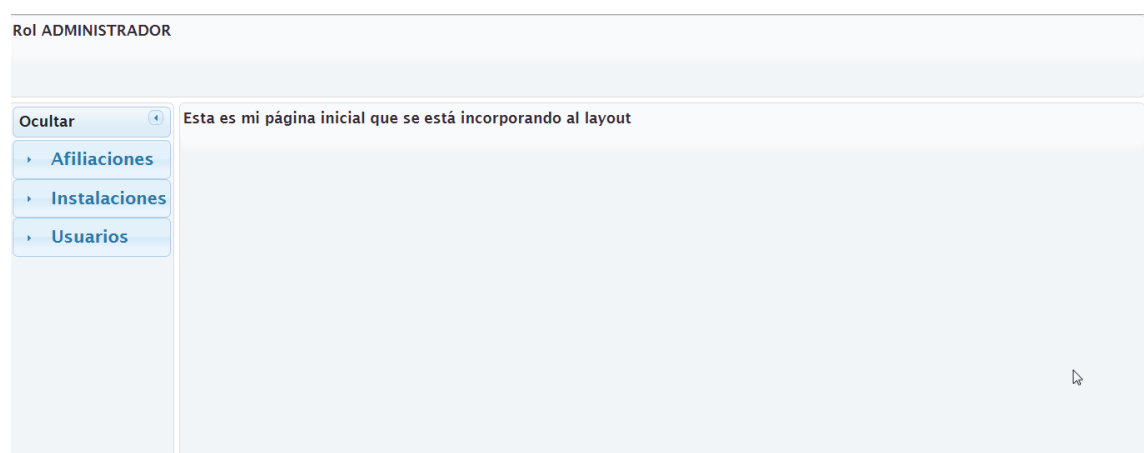 Rol ADMINISTRADOR
Ocultar
Esta es mi página inicial que se está incorporando al layout
Afiliaciones
Instalaciones
Usuarios